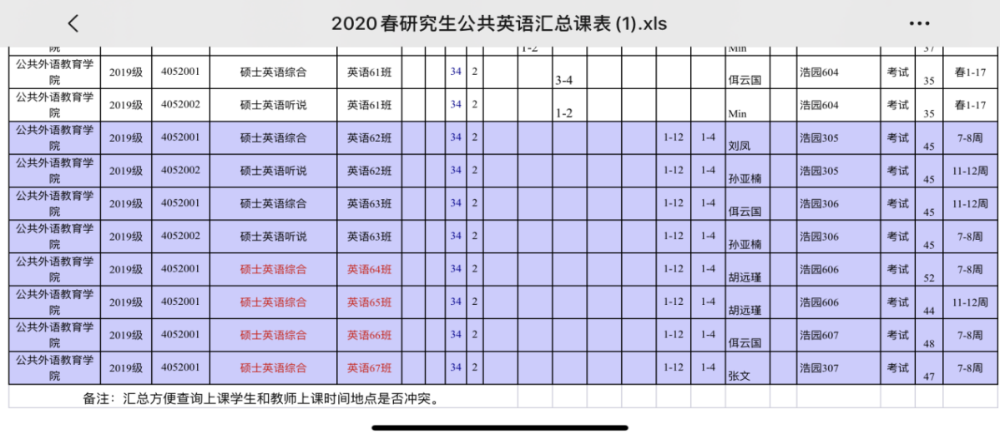 2020春研究生公共英语汇总课表 (1).xls
院 1-2 Min 37
公共外语教育学院 2019级 4052001 硕士英语综合 英语61班 34 2 3-4 佴云国 浩园604 考试 35 春1-17
公共外语教育学院 2019级 4052002 硕士英语听说 英语61班 34 2 1-2 Min 浩园604 考试 35 春1-17
公共外语教育学院 2019级 4052001 硕士英语综合 英语62班 34 2 1-12 1-4 刘凤 浩园305 考试 45 7-8周
公共外语教育学院 2019级 4052002 硕士英语听说 英语62班 34 2 1-12 1-4 孙亚楠 浩园305 考试 45 11-12周
公共外语教育学院 2019级 4052001 硕士英语综合 英语63班 34 2 1-12 1-4 佴云国 浩园306 考试 45 11-12周
公共外语教育学院 2019级 4052002 硕士英语听说 英语63班 34 2 1-12 1-4 孙亚楠 浩园306 考试 45 7-8周
公共外语教育学院 2019级 4052001 硕士英语综合 英语64班 34 2 1-12 1-4 胡远瑾 浩园606 考试 52 7-8周
公共外语教育学院 2019级 4052001 硕士英语综合 英语65班 34 2 1-12 1-4 胡远瑾 浩园606 考试 44 11-12周
公共外语教育学院 2019级 4052001 硕士英语综合 英语66班 34 2 1-12 1-4 佴云国 浩园607 考试 48 7-8周
公共外语教育学院 2019级 4052001 硕士英语综合 英语67班 34 2 1-12 1-4 张文 浩园307 考试 47 7-8周
备注：汇总方便查询上课学生和教师上课时间地点是否冲突。